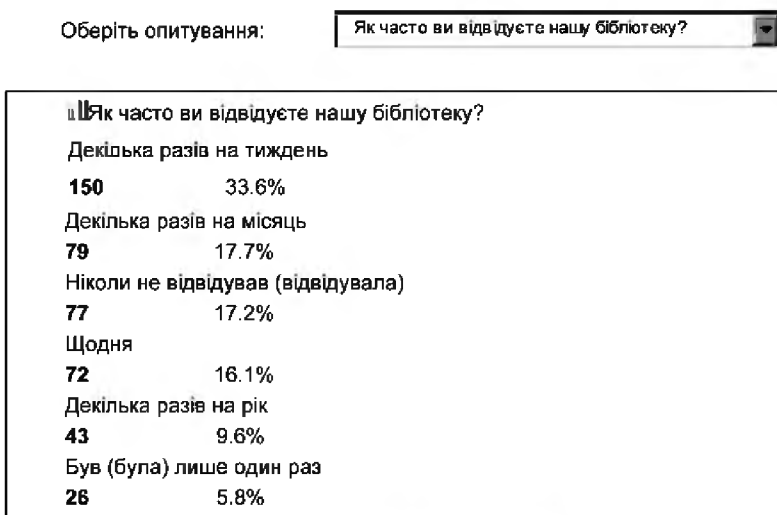 Оберіть опитування: Як часто ви відвідуєте нашу бібліотеку?
Як часто ви відвідуєте нашу бібліотеку?
Декілька разів на тиждень
150 33.6%
Декілька разів на місяць
79 17.7%
Ніколи не відвідував (відвідувала)
77 17.2%
Щодня
72 16.1%
Декілька разів на рік
43 9.6%
Був (була) лише один раз
26 5.8%